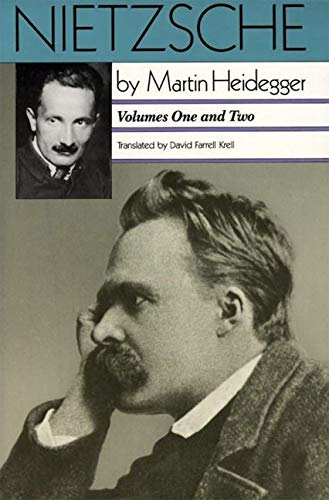 NIETZSCHE
by Martin Heidegger
Volumes One and Two
Translated by David Farrell Krell